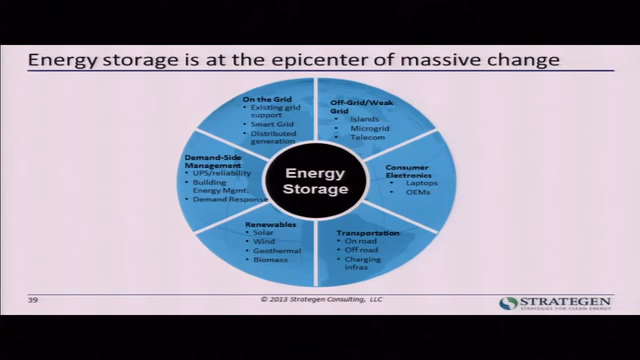 Energy storage is at the epicenter of massive change
On the Grid
• Existing grid
support
• Smart Grid
• Distributed
generation
Off-Grid/Weak
Grid
• Islands
• Microgrid
• Telecom
Demand-Side
Management
• UPS/reliability
• Building
Energy Mgmt.
• Demand Response
Energy
Storage
Consumer
Electronics
• Laptops
• OEMs
Renewables
• Solar
• Wind
• Geothermal
• Biomass
Transportation
• On road
• Off road
• Charging
infras
39
© 2013 Strategen Consulting, LLC
STRATEGEN
STRATEGIES FOR CLEAN ENERGY